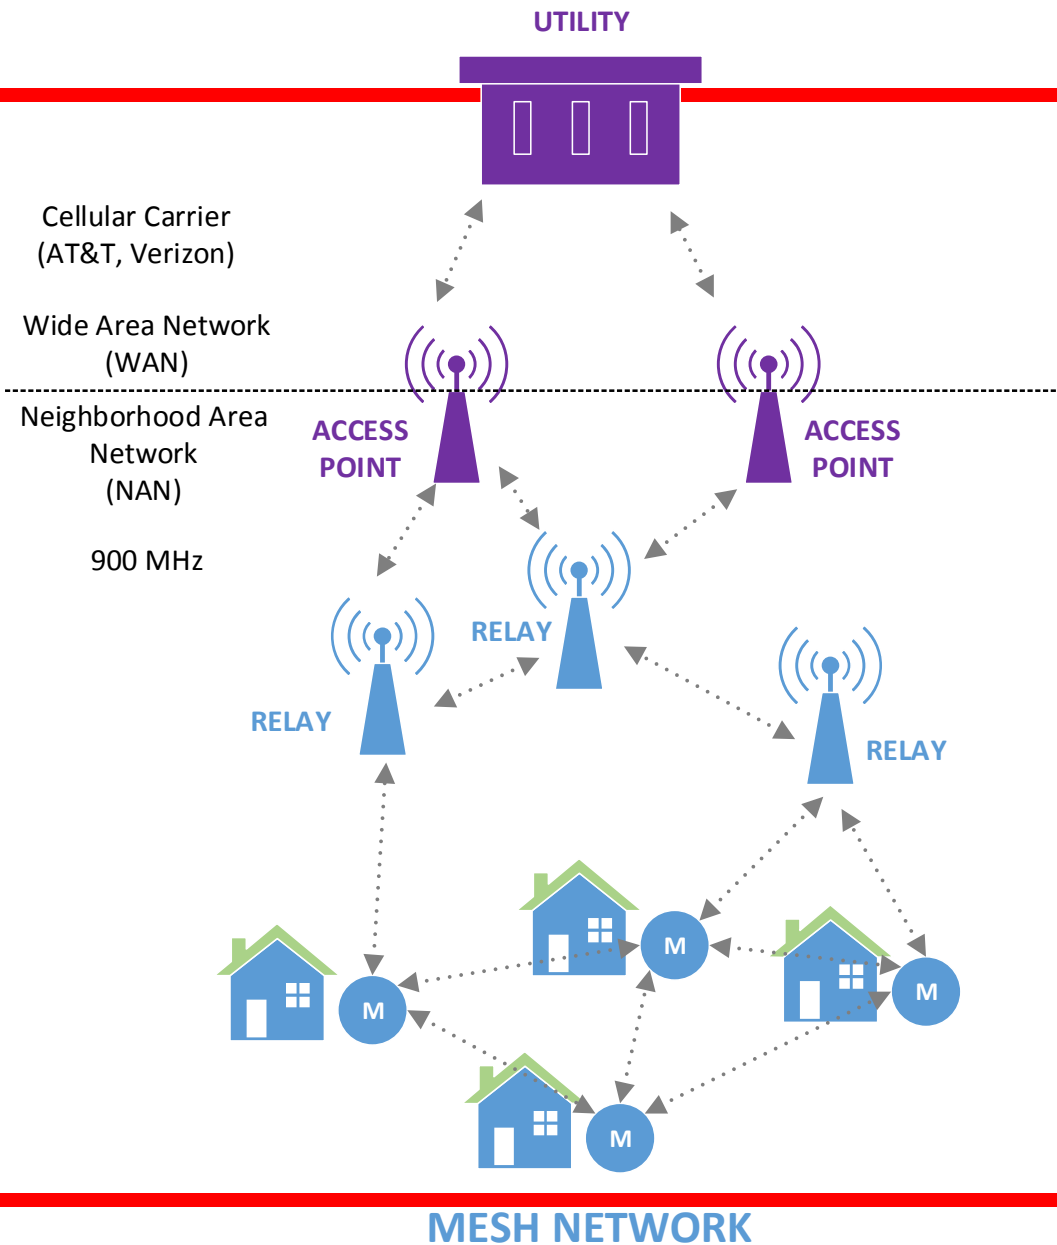 UTILITY
Cellular Carrier
(AT&T, Verizon)
Wide Area Network
(WAN)
Neighborhood Area
Network
(NAN)
900 MHz
ACCESS
POINT
ACCESS
POINT
RELAY
RELAY
RELAY
M
M
M
M
MESH NETWORK